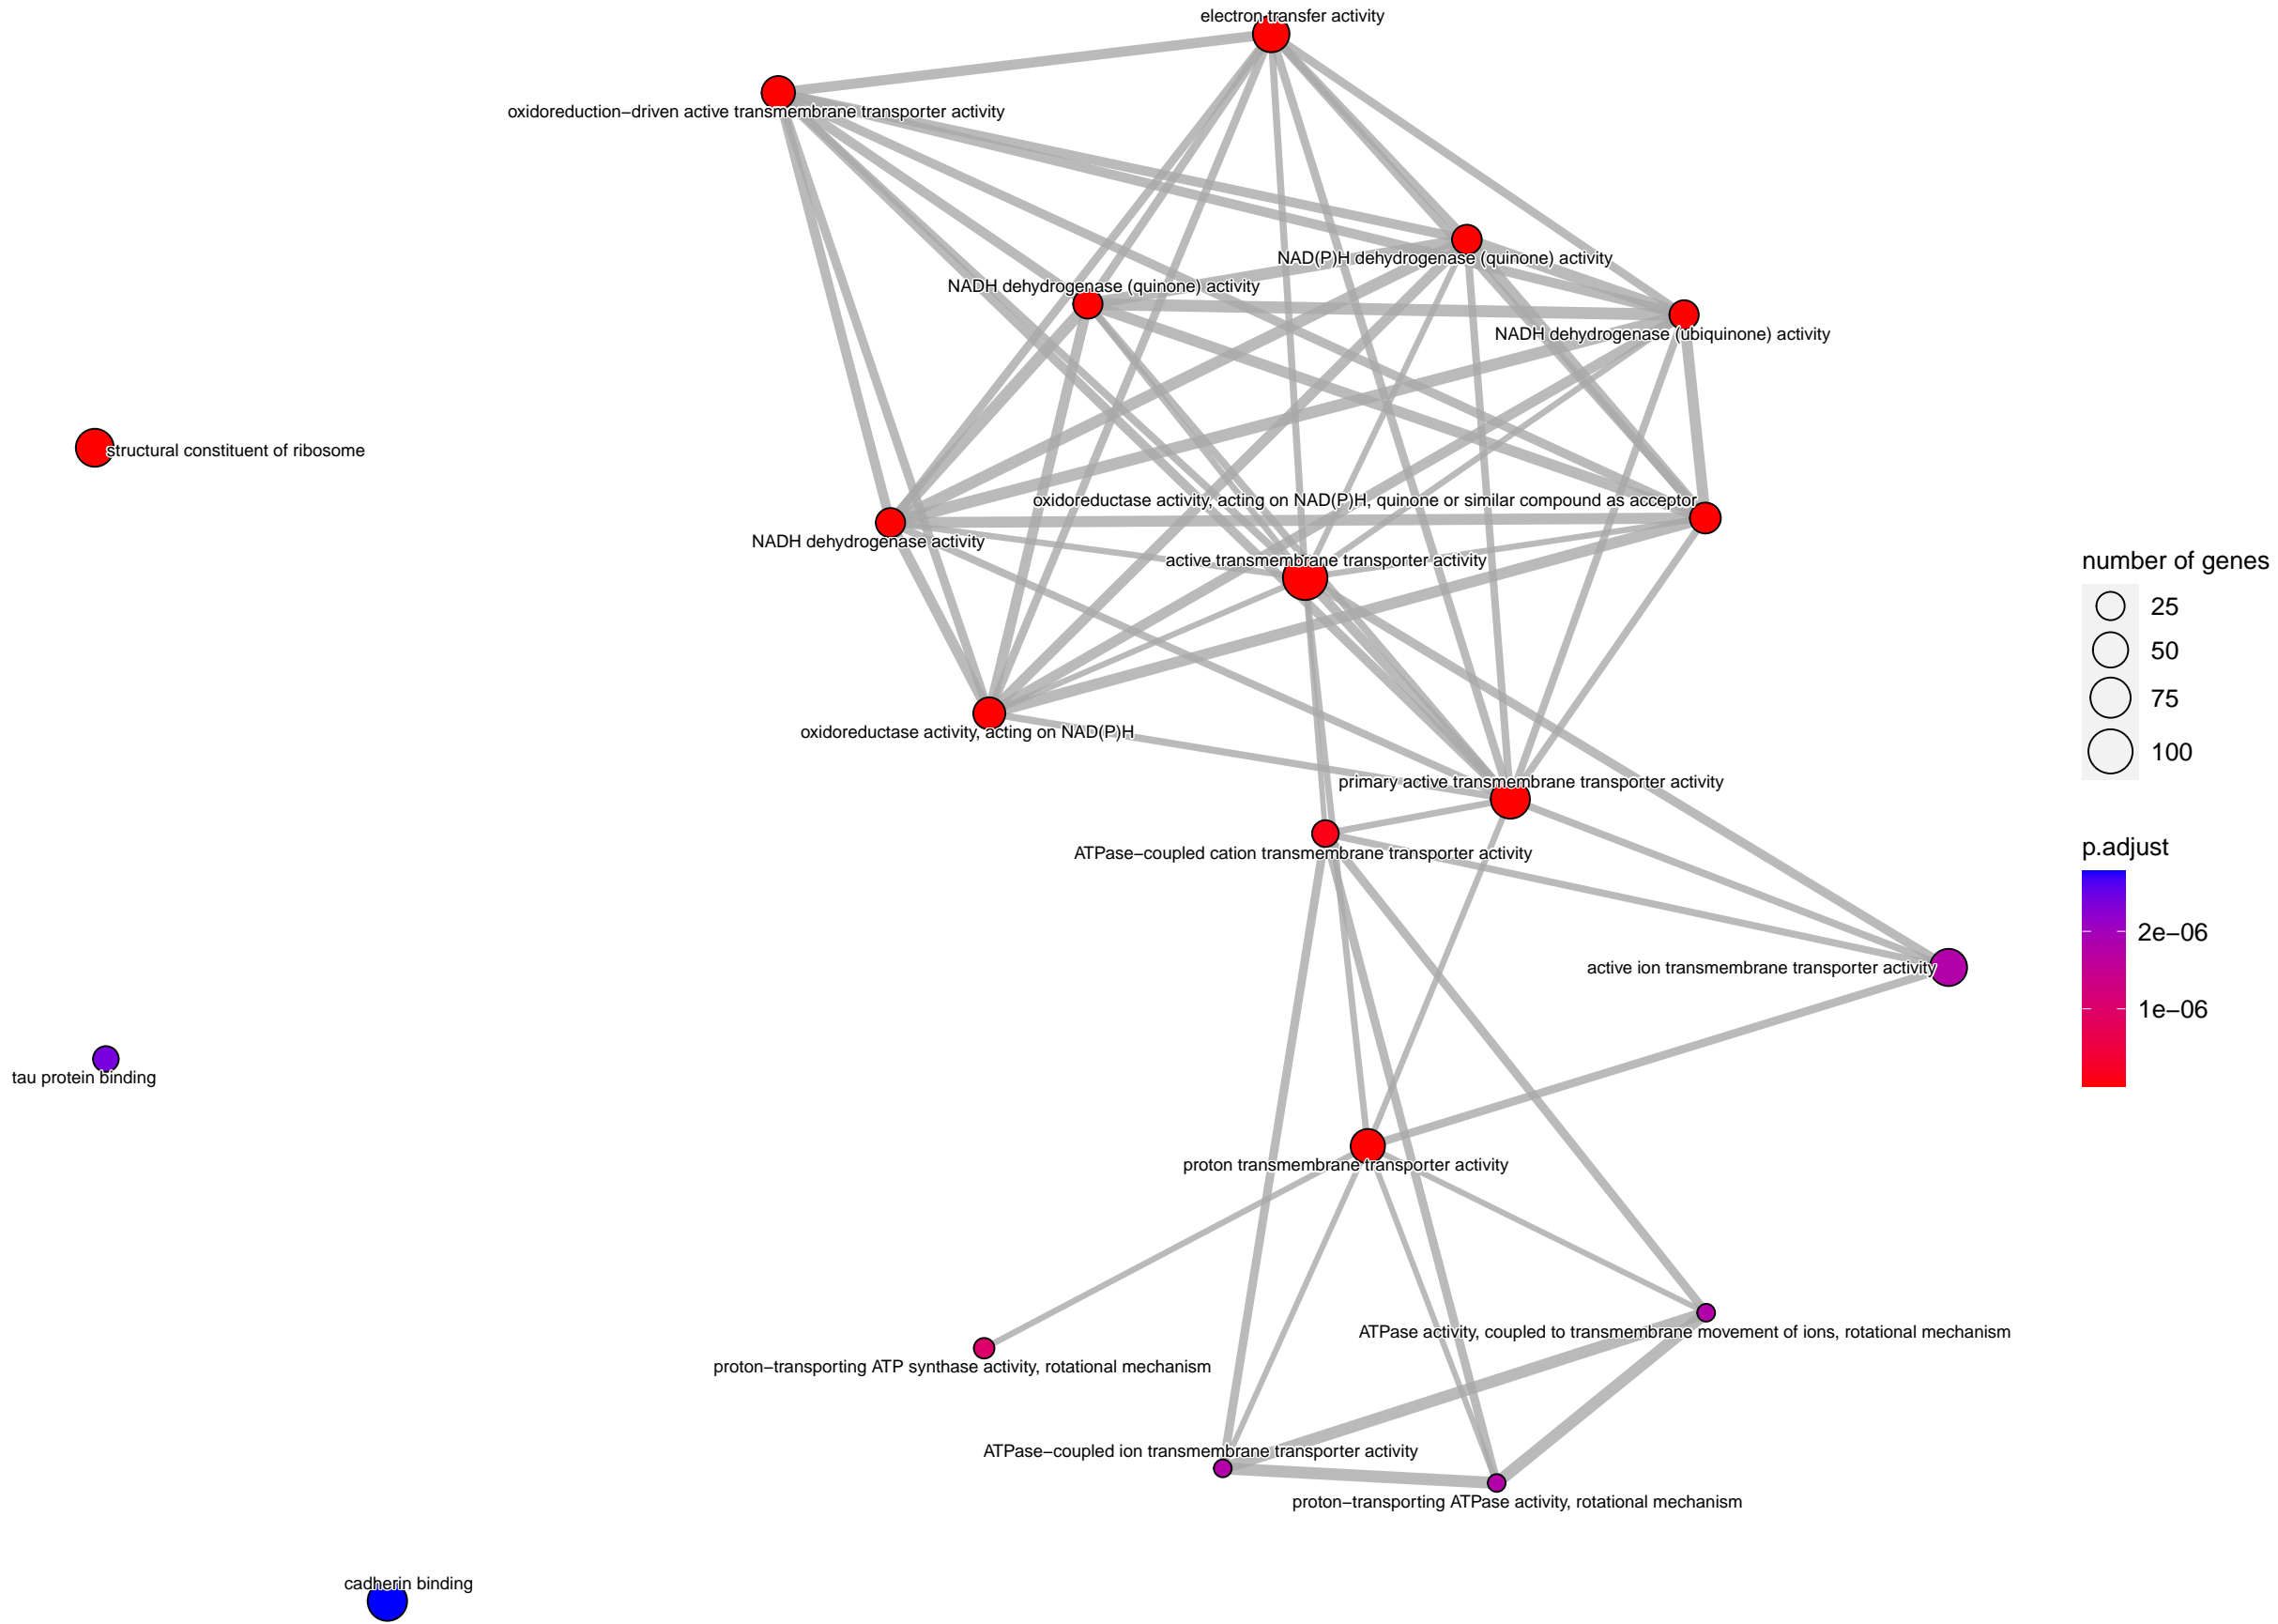 electron transfer activity
oxidoreduction−driven active transmembrane transporter activity
NAD(P)H dehydrogenase (quinone) activity
NADH dehydrogenase (quinone) activity
NADH dehydrogenase (ubiquinone) activity
structural constituent of ribosome
oxidoreductase activity, acting on NAD(P)H, quinone or similar compound as acceptor
NADH dehydrogenase activity
active transmembrane transporter activity
oxidoreductase activity, acting on NAD(P)H
primary active transmembrane transporter activity
ATPase−coupled cation transmembrane transporter activity
active ion transmembrane transporter activity
tau protein binding
proton transmembrane transporter activity
ATPase activity, coupled to transmembrane movement of ions, rotational mechanism
proton−transporting ATP synthase activity, rotational mechanism
ATPase−coupled ion transmembrane transporter activity
proton−transporting ATPase activity, rotational mechanism
cadherin binding
number of genes
25
50
75
100
p.adjust
2e−06
1e−06